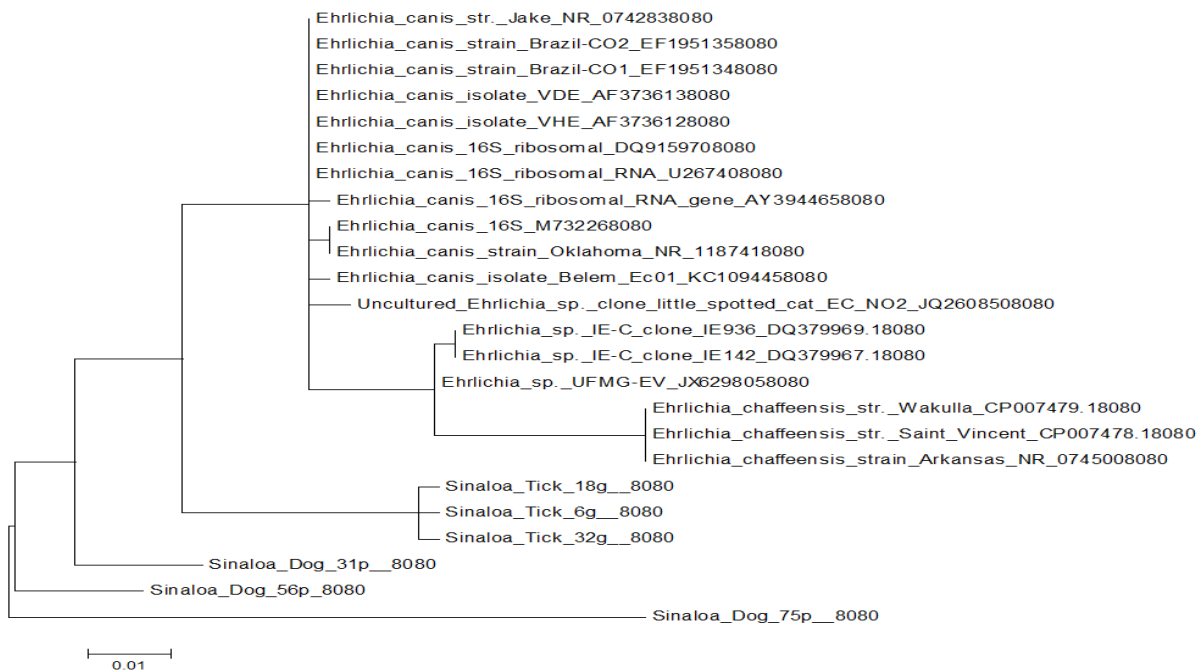 Ehrlichia_canis_str._Jake_NR_0742838080
Ehrlichia_canis_strain_Brazil-CO2_EF1951358080
Ehrlichia_canis_strain_Brazil-CO1_EF1951348080
Ehrlichia_canis_isolate_VDE_AF3736138080
Ehrlichia_canis_isolate_VHE_AF3736128080
Ehrlichia_canis_16S_ribosomal_DQ9159708080
Ehrlichia_canis_16S_ribosomal_RNA_U267408080
Ehrlichia_canis_16S_ribosomal_RNA_gene_AY3944658080
Ehrlichia_canis_16S_M732268080
Ehrlichia_canis_strain_Oklahoma_NR_1187418080
Ehrlichia_canis_isolate_Belem_Ec01_KC1094458080
Uncultured_Ehrlichia_sp._clone_little_spotted_cat_EC_NO2_JQ2608508080
Ehrlichia_sp._IE-C_clone_IE936_DQ379969.18080
Ehrlichia_sp._IE-C_clone_IE142_DQ379967.18080
Ehrlichia_sp._UFMG-EV_JX6298058080
Ehrlichia_chaffeensis_str._Wakulla_CP007479.18080
Ehrlichia_chaffeensis_str._Saint_Vincent_CP007478.18080
Ehrlichia_chaffeensis_strain_Arkansas_NR_0745008080
Sinaloa_Tick_18g__8080
Sinaloa_Tick_6g__8080
Sinaloa_Tick_32g__8080
Sinaloa_Dog_31p__8080
Sinaloa_Dog_56p_8080
Sinaloa_Dog_75p__8080
0.01